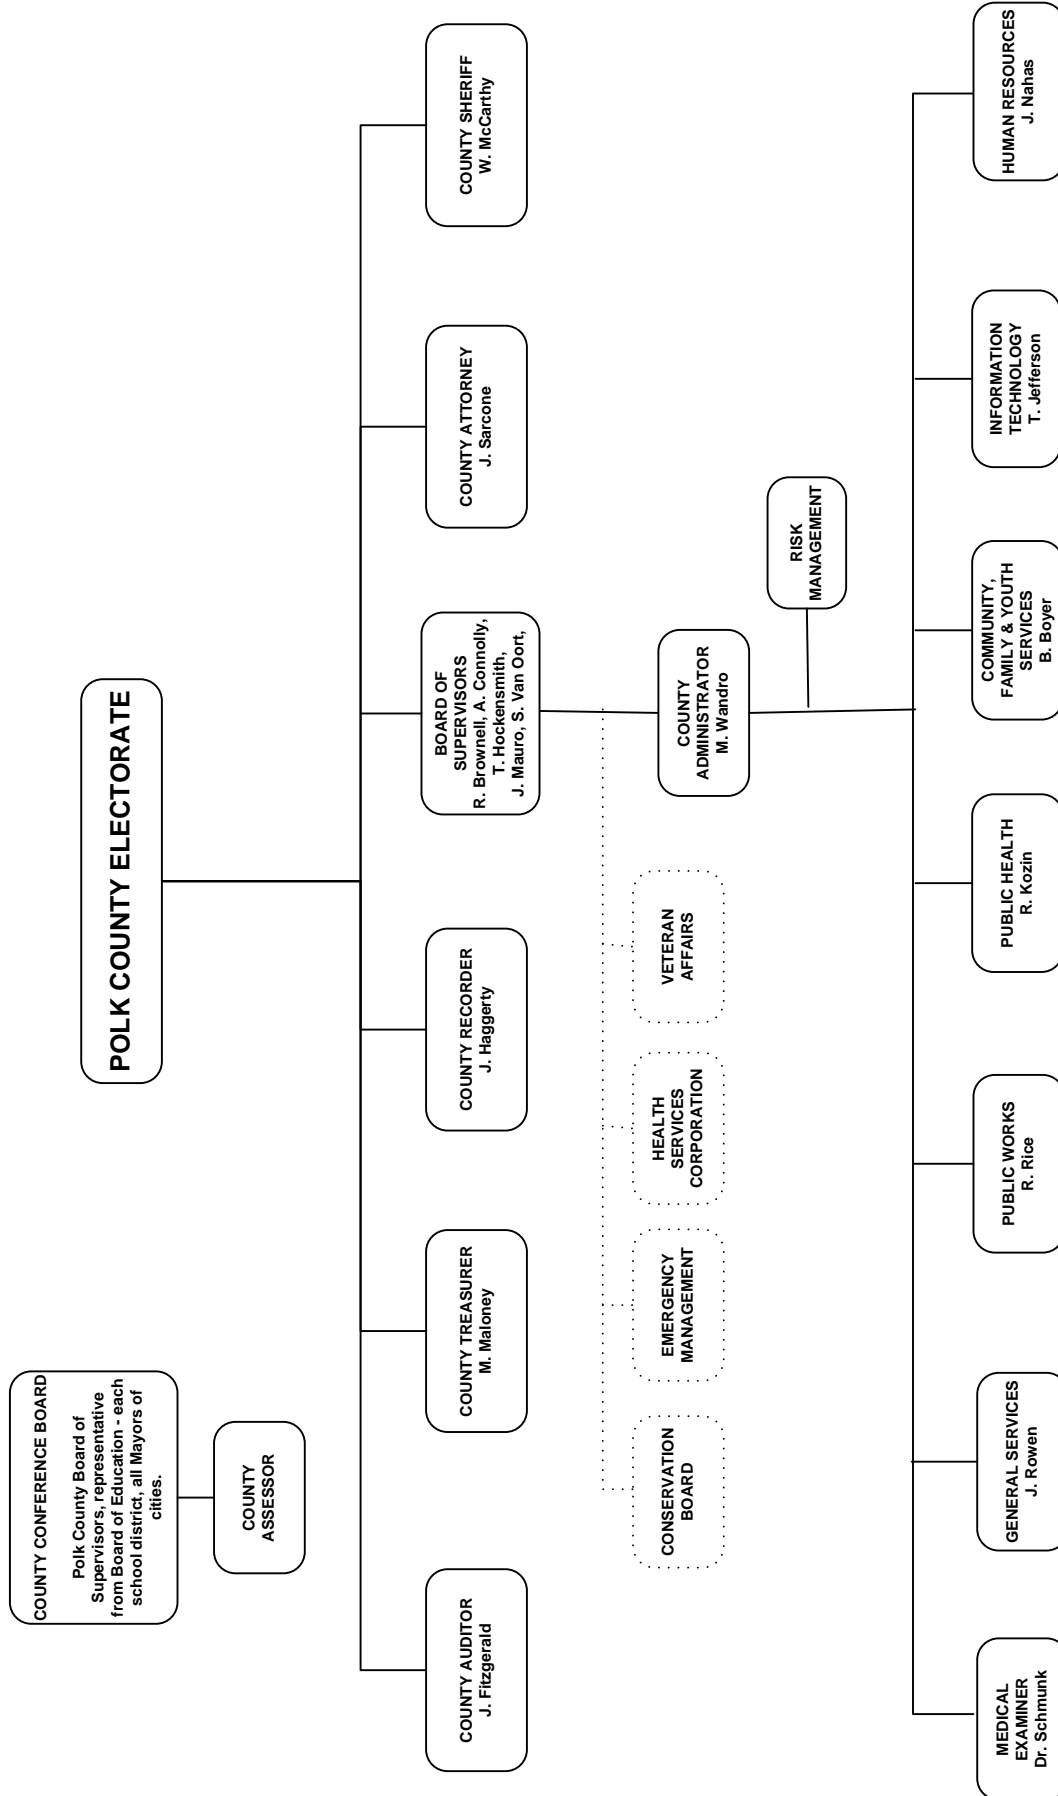 COUNTY CONFERENCE BOARD
Polk County Board of
Supervisors, representative
from Board of Education - each
school district, all Mayors of
cities.
COUNTY
ASSESSOR
POLK COUNTY ELECTORATE
COUNTY AUDITOR
J. Fitzgerald
COUNTY TREASURER
M. Maloney
COUNTY RECORDER
J. Haggerty
BOARD OF
SUPERVISORS
R. Brownell, A. Connolly,
T. Hockensmith,
J. Mauro, S. Van Oort,
COUNTY ATTORNEY
J. Sarcone
COUNTY SHERIFF
W. McCarthy
CONSERVATION
BOARD
EMERGENCY
MANAGEMENT
HEALTH
SERVICES
CORPORATION
VETERAN
AFFAIRS
COUNTY
ADMINISTRATOR
M. Wandro
RISK
MANAGEMENT
MEDICAL
EXAMINER
Dr. Schmunk
GENERAL SERVICES
J. Rowen
PUBLIC WORKS
R. Rice
PUBLIC HEALTH
R. Kozin
COMMUNITY,
FAMILY & YOUTH
SERVICES
B. Boyer
INFORMATION
TECHNOLOGY
T. Jefferson
HUMAN RESOURCES
J. Nahas